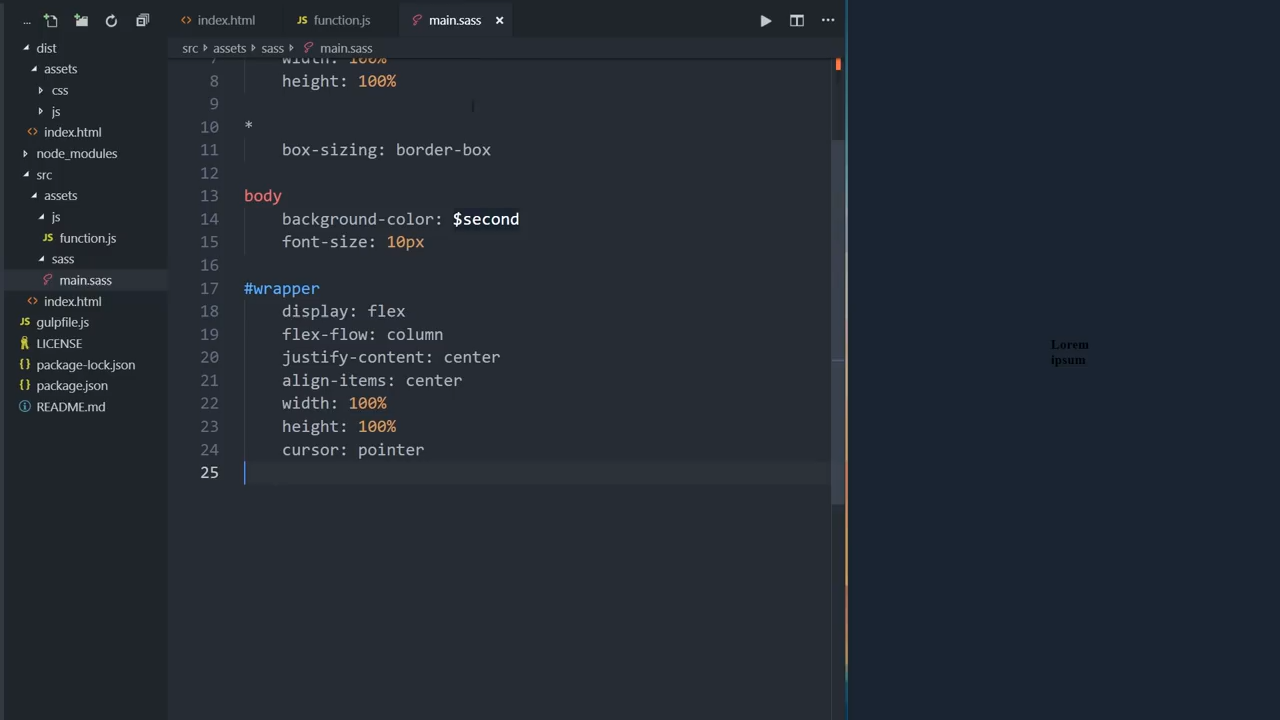 ... index.html function.js main.sass
dist
assets
css
js
index.html
node_modules
src
assets
js
function.js
sass
main.sass
index.html
gulpfile.js
LICENSE
package-lock.json
package.json
README.md
src assets sass main.sass
7 width: 100%
8 height: 100%
9
10 *
11 box-sizing: border-box
12
13 body
14 background-color: $second
15 font-size: 10px
16
17 #wrapper
18 display: flex
19 flex-flow: column
20 justify-content: center
21 align-items: center
22 width: 100%
23 height: 100%
24 cursor: pointer
25
Lorem
ipsum